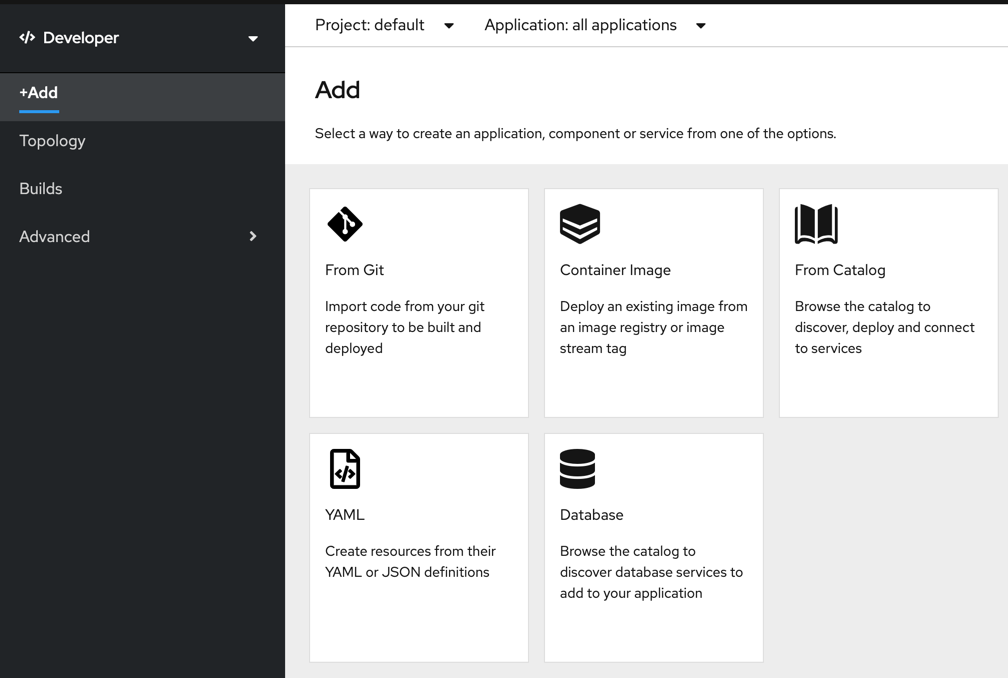 Developer
+Add
Topology
Builds
Advanced
Project: default
Application: all applications
Add
Select a way to create an application, component or service from one of the options.
From Git
Import code from your git
repository to be built and
deployed
Container Image
Deploy an existing image from
an image registry or image
stream tag
From Catalog
Browse the catalog to
discover, deploy and connect
to services
YAML
Create resources from their
YAML or JSON definitions
Database
Browse the catalog to
discover database services to
add to your application